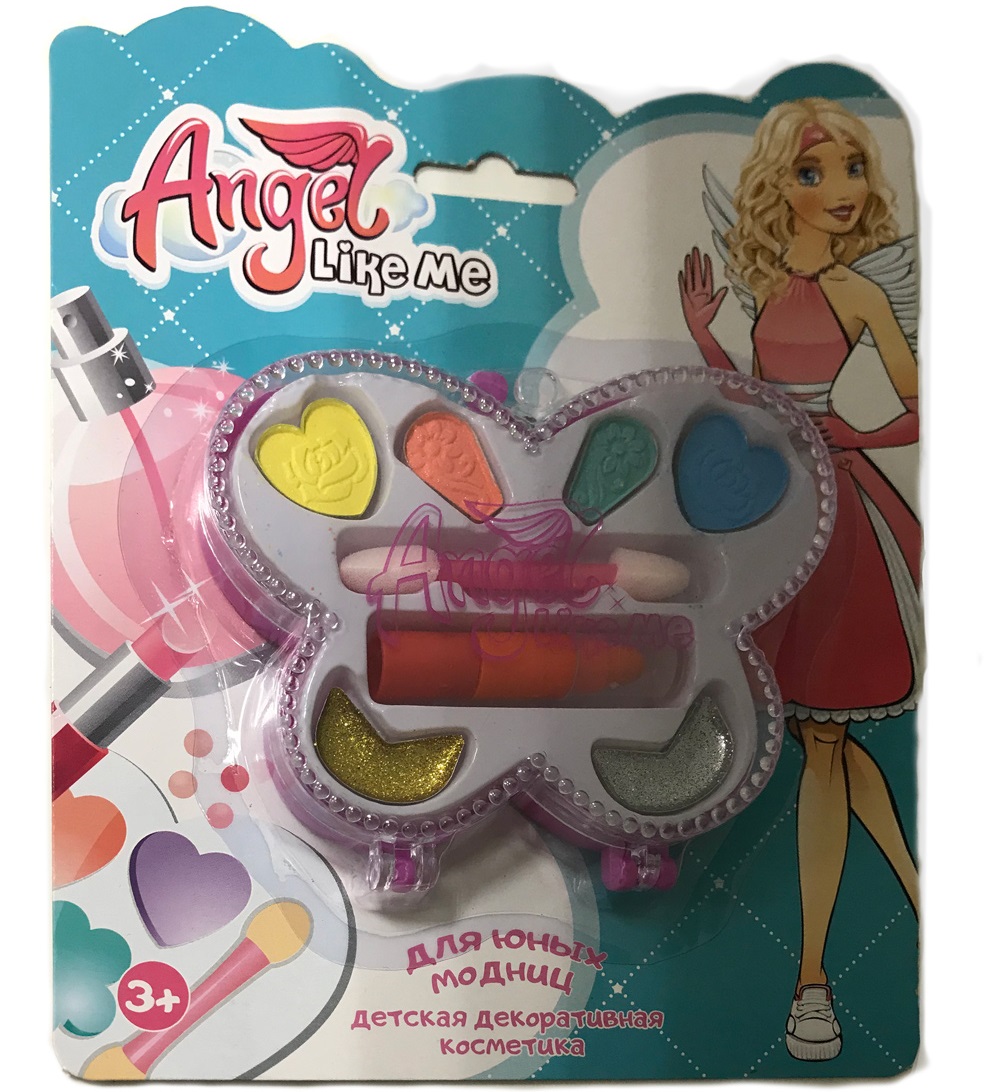 Angel
Like Me
Angel
Like Me
для юных
модниц
3+
детская декоративная
косметика